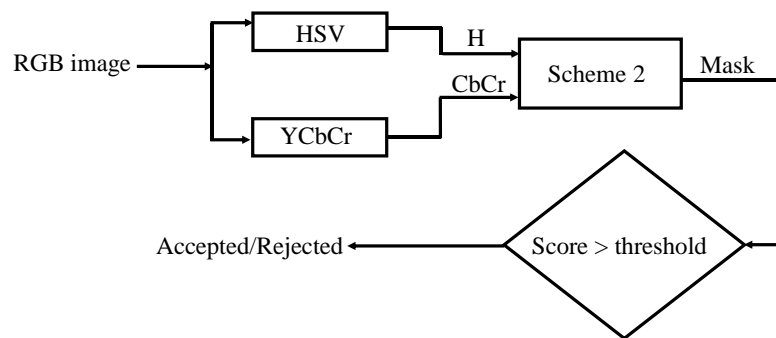 HSV
H
RGB image
Scheme 2
Mask
CbCr
YCbCr
Accepted/Rejected
Score > threshold